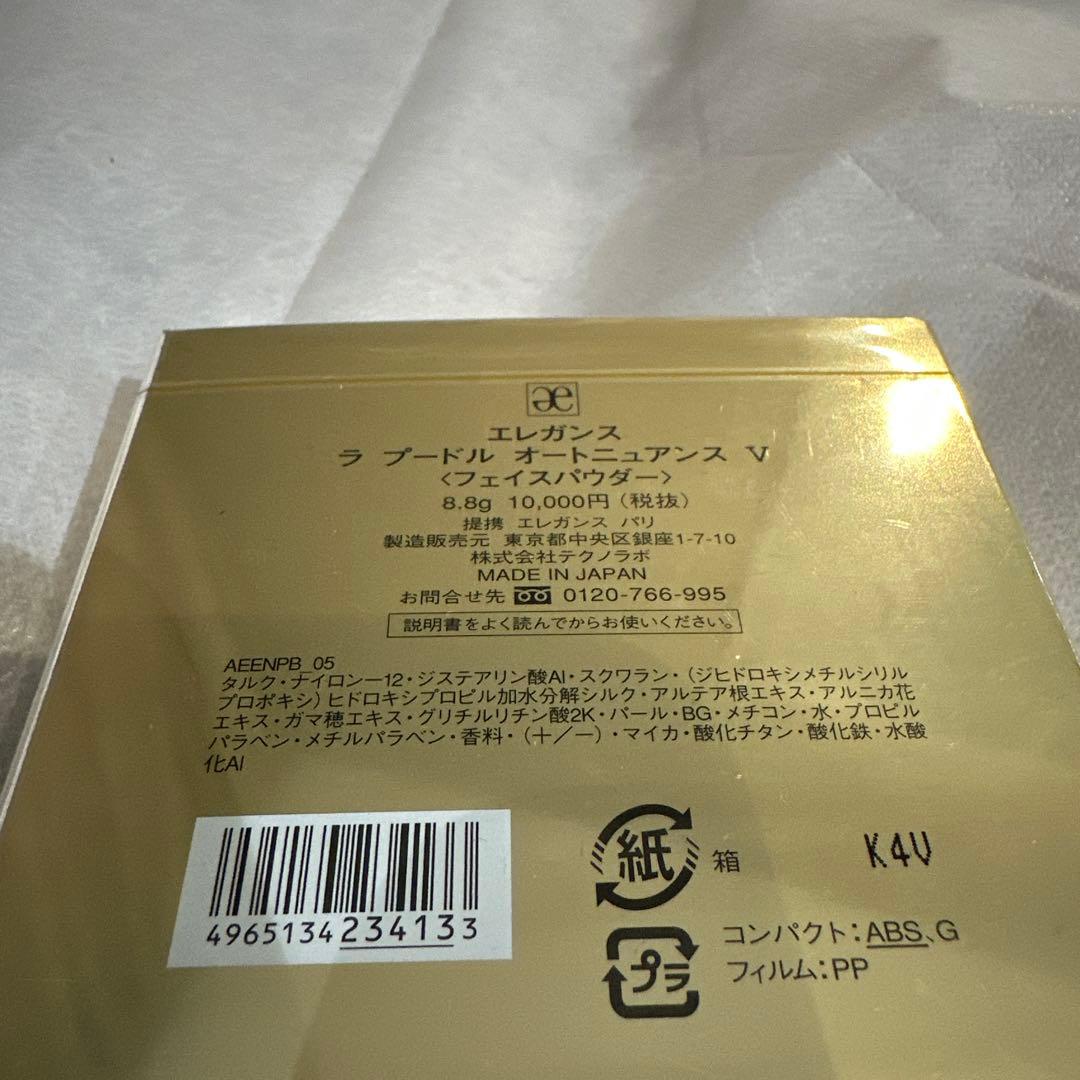 æ
エレガンス
ラ プードル オートニュアンス V
〈フェイスパウダー〉
8.8g 10,000円（税抜）
提携 エレガンス パリ
製造販売元 東京都中央区銀座1-7-10
株式会社テクノラボ
MADE IN JAPAN
お問合せ先 0120-766-995
説明書をよく読んでからお使いください。
AEENPB 05
タルク・ナイロン-12・ジステアリン酸Al・スクワラン・（ジヒドロキシメチルシリル
プロポキシ）ヒドロキシプロピル加水分解シルク・アルテア根エキス・アルニカ花
エキス・ガマ穂エキス・グリチルリチン酸2K・パール・BG・メチコン・水・プロピル
パラベン・メチルパラベン・香料・（＋/－）・マイカ・酸化チタン・酸化鉄・水酸
化Al
4965134234133
紙 箱
K4V
プラ コンパクト：ABS、G
フィルム：PP